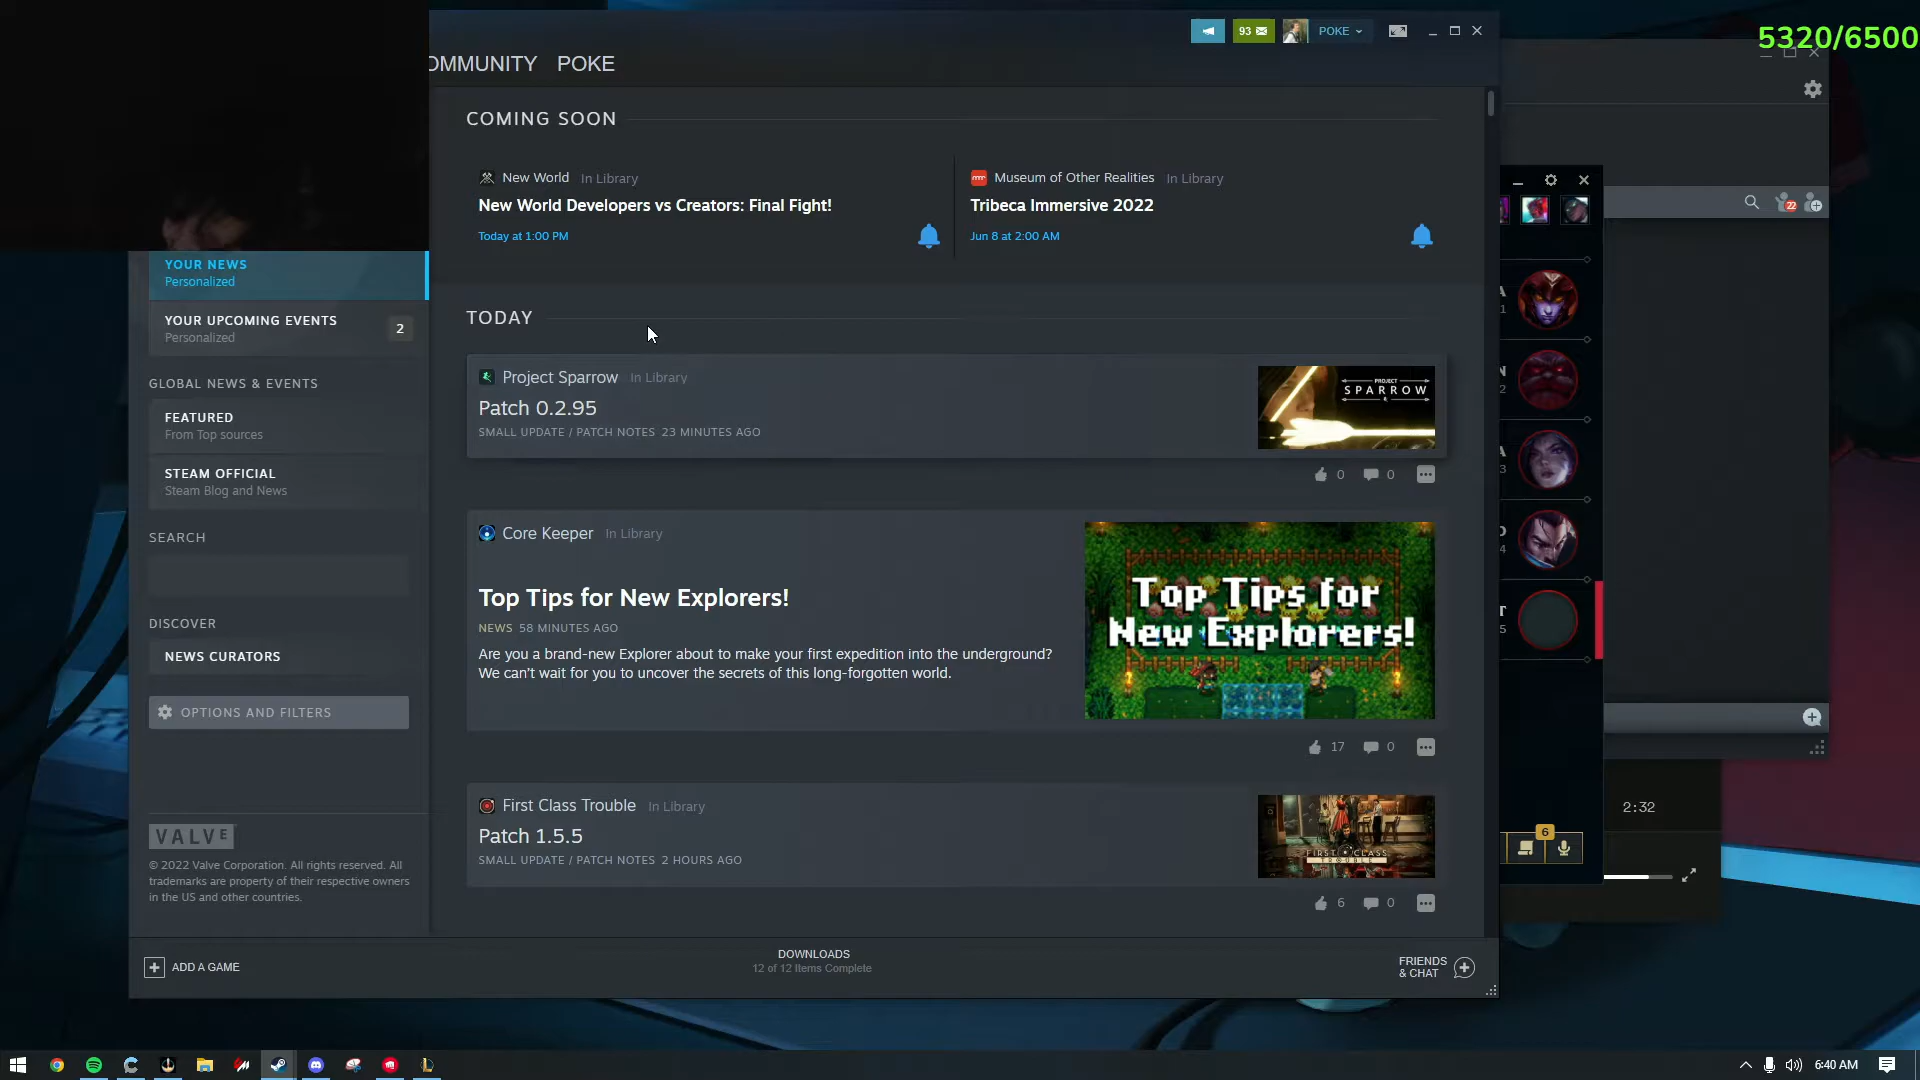 5320/6500
93
POKE
OMMUNITY POKE
COMING SOON
New World In Library
New World Developers vs Creators: Final Fight!
Today at 1:00 PM
Museum of Other Realities In Library
Tribeca Immersive 2022
Jun 8 at 2:00 AM
22
YOUR NEWS
Personalized
YOUR UPCOMING EVENTS
Personalized
2
GLOBAL NEWS & EVENTS
FEATURED
From Top sources
STEAM OFFICIAL
Steam Blog and News
SEARCH
DISCOVER
NEWS CURATORS
OPTIONS AND FILTERS
VALVE
© 2022 Valve Corporation. All rights reserved. All
trademarks are property of their respective owners
in the US and other countries.
TODAY
Project Sparrow In Library
Patch 0.2.95
SMALL UPDATE / PATCH NOTES 23 MINUTES AGO
PROJECT
SPARROW
0 0
Core Keeper In Library
Top Tips for New Explorers!
NEWS 58 MINUTES AGO
Are you a brand-new Explorer about to make your first expedition into the underground?
We can't wait for you to uncover the secrets of this long-forgotten world.
Top Tips for
New Explorers!
17 0
First Class Trouble In Library
Patch 1.5.5
SMALL UPDATE / PATCH NOTES 2 HOURS AGO
FIRST CLASS
TROUBLE
6 0
A
1
N
2
A
3
O
4
T
5
2:32
6
ADD A GAME
DOWNLOADS
12 of 12 Items Complete
FRIENDS
& CHAT
6:40 AM